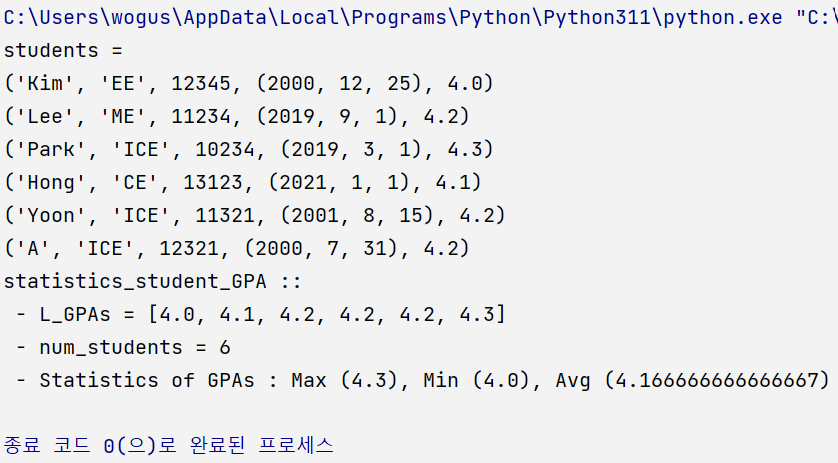 C:\Users\wogus\AppData\Local\Programs\Python\Python311\python.exe "C:\
students =
('Kim', 'EE', 12345, (2000, 12, 25), 4.0)
('Lee', 'ME', 11234, (2019, 9, 1), 4.2)
('Park', 'ICE', 10234, (2019, 3, 1), 4.3)
('Hong', 'CE', 13123, (2021, 1, 1), 4.1)
('Yoon', 'ICE', 11321, (2001, 8, 15), 4.2)
('A', 'ICE', 12321, (2000, 7, 31), 4.2)
statistics_student_GPA ::
 - L_GPAs = [4.0, 4.1, 4.2, 4.2, 4.2, 4.3]
 - num_students = 6
 - Statistics of GPAs : Max (4.3), Min (4.0), Avg (4.166666666666667)
종료 코드 0(으)로 완료된 프로세스